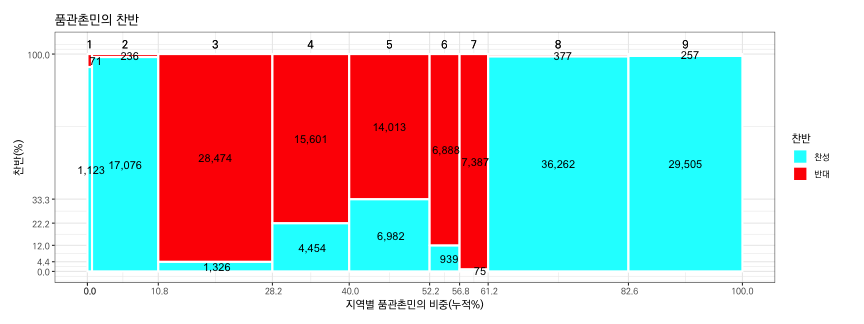 품관촌민의 찬반
1 2 3 4 5 6 7 8 9
100.0
33.3
22.2
12.0
4.4
0.0
찬반(%)
71 236 377 257
1,123 17,076 28,474 15,601 14,013 6,888 7,387 36,262 29,505
1,326 4,454 6,982 939 75
0.0 10.8 28.2 40.0 52.2 56.8 61.2 82.6 100.0
지역별 품관촌민의 비중(누적%)
찬반
찬성
반대